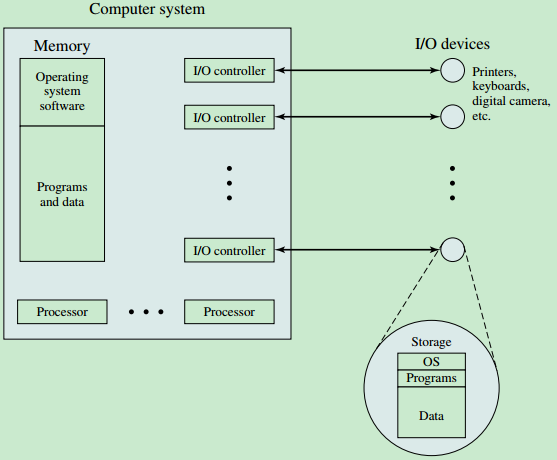 Computer system
Memory
Operating
system
software
Programs
and data
I/O controller
I/O controller
I/O controller
Processor
Processor
I/O devices
Printers,
keyboards,
digital camera,
etc.
Storage
OS
Programs
Data